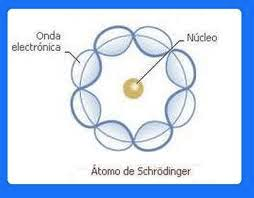 Onda
electrónica
Núcleo
Átomo de Schrödinger